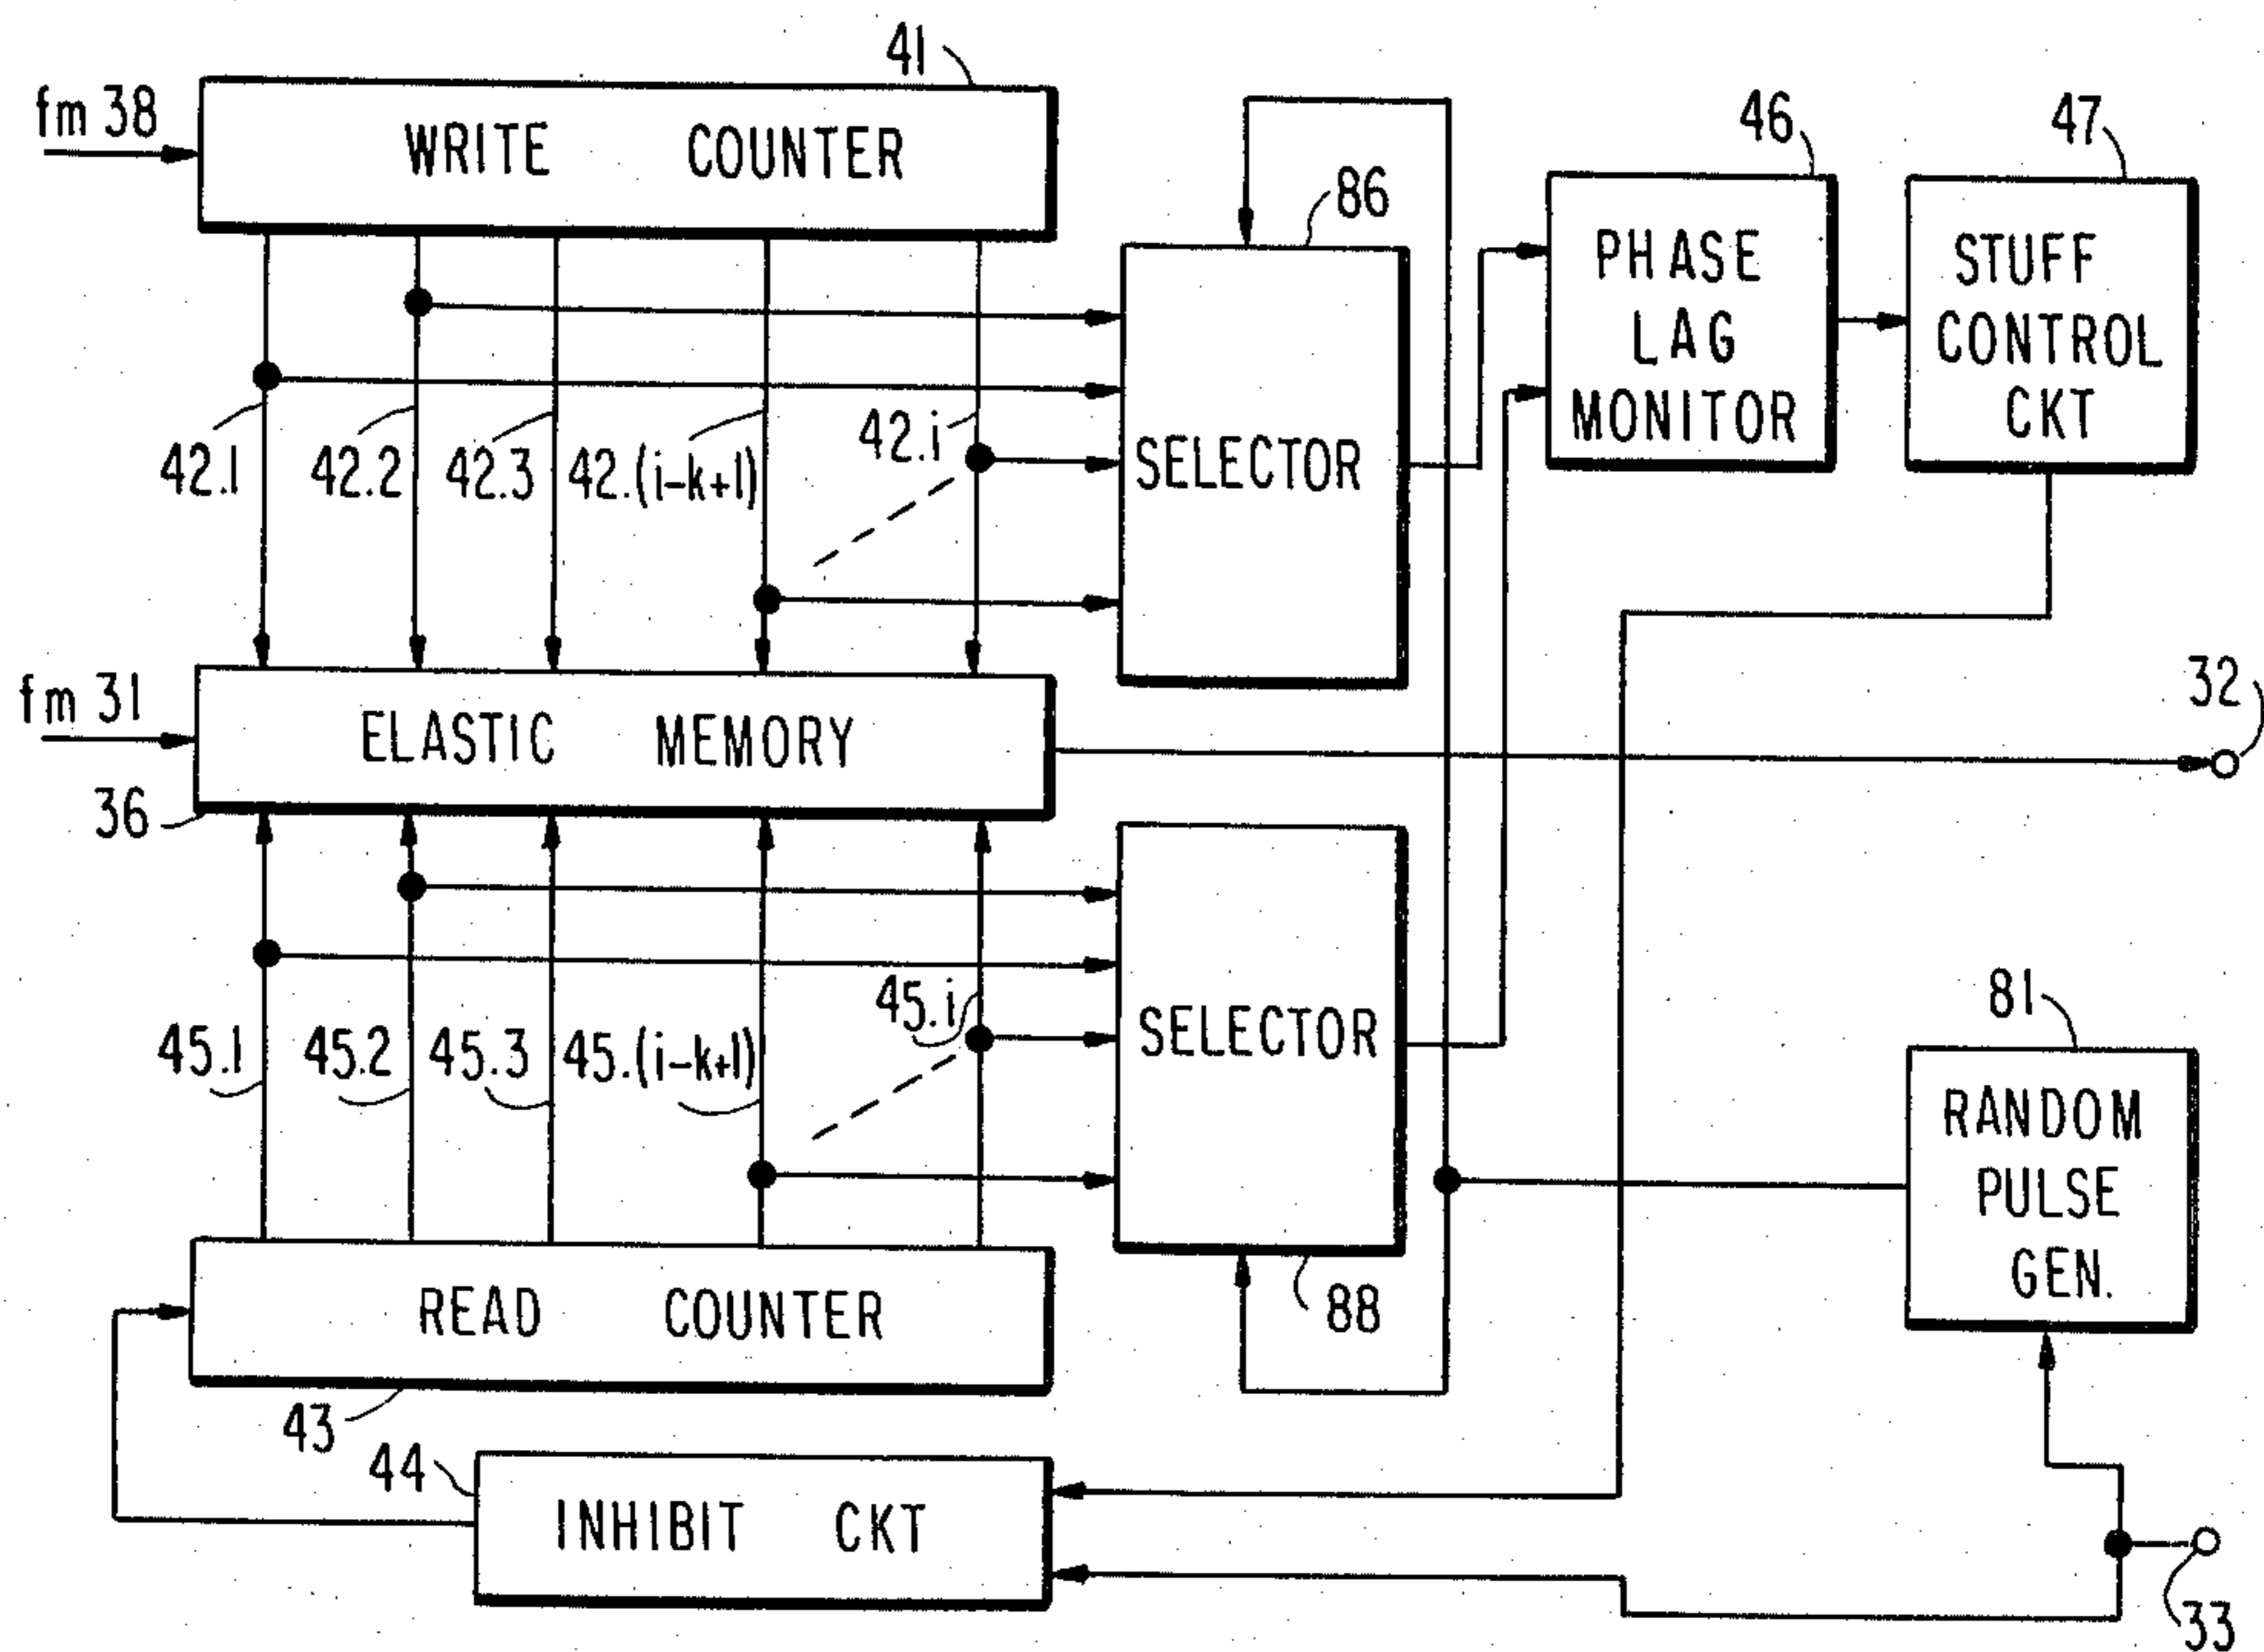 41
fm 38
WRITE COUNTER
46
47
86
PHASE
LAG
MONITOR
STUFF
CONTROL
CKT
42.1
42.2
42.3
42.(i-k+1)
42.i
SELECTOR
fm 31
ELASTIC MEMORY
32
36
45.1
45.2
45.3
45.(i-k+1)
45.i
SELECTOR
81
RANDOM
PULSE
GEN.
READ COUNTER
88
43
44
INHIBIT CKT
33